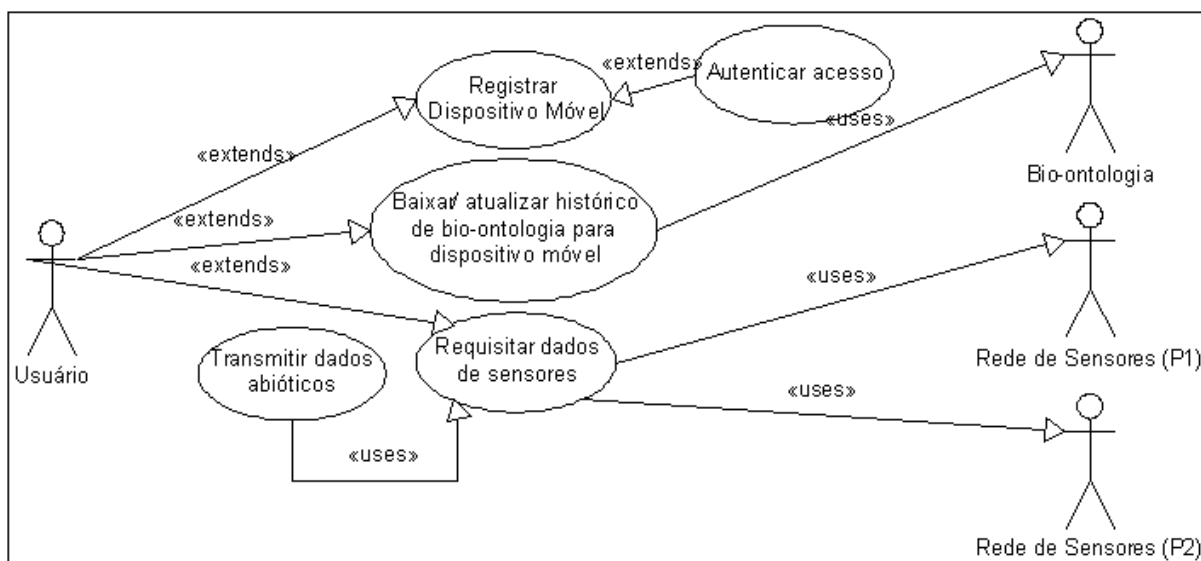 «extends»
Autenticar acesso
Registrar
Dispositivo Móvel
«uses»
«extends»
Bio-ontologia
Baixar/ atualizar histórico
de bio-ontologia para
dispositivo móvel
«extends»
«extends»
«uses»
Usuário
Transmitir dados
abióticos
Requisitar dados
de sensores
Rede de Sensores (P1)
«uses»
«uses»
Rede de Sensores (P2)